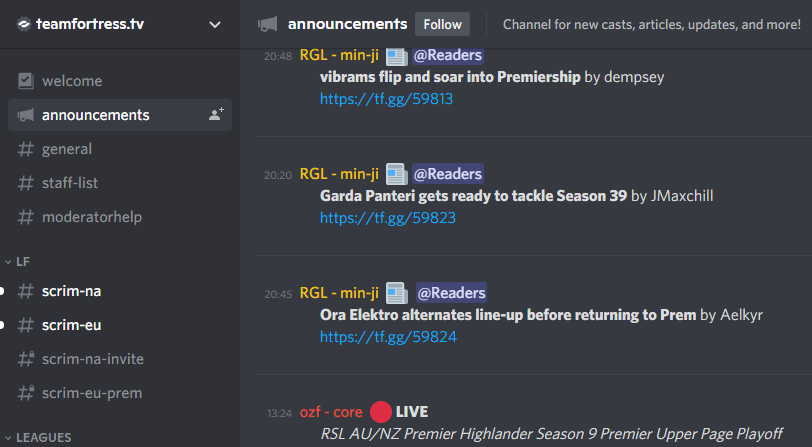 teamfortress.tv
welcome
announcements
general
staff-list
moderatorhelp
LF
scrim-na
scrim-eu
scrim-na-invite
scrim-eu-prem
LEAGUES
announcements Follow Channel for new casts, articles, updates, and more!
20:48 RGL - min-ji @Readers
vibrams flip and soar into Premiership by dempsey
https://tf.gg/59813
20:20 RGL - min-ji @Readers
Garda Panteri gets ready to tackle Season 39 by JMaxchill
https://tf.gg/59823
20:45 RGL - min-ji @Readers
Ora Elektro alternates line-up before returning to Prem by Aelkyr
https://tf.gg/59824
13:24 ozf - core LIVE
RSL AU/NZ Premier Highlander Season 9 Premier Upper Page Playoff